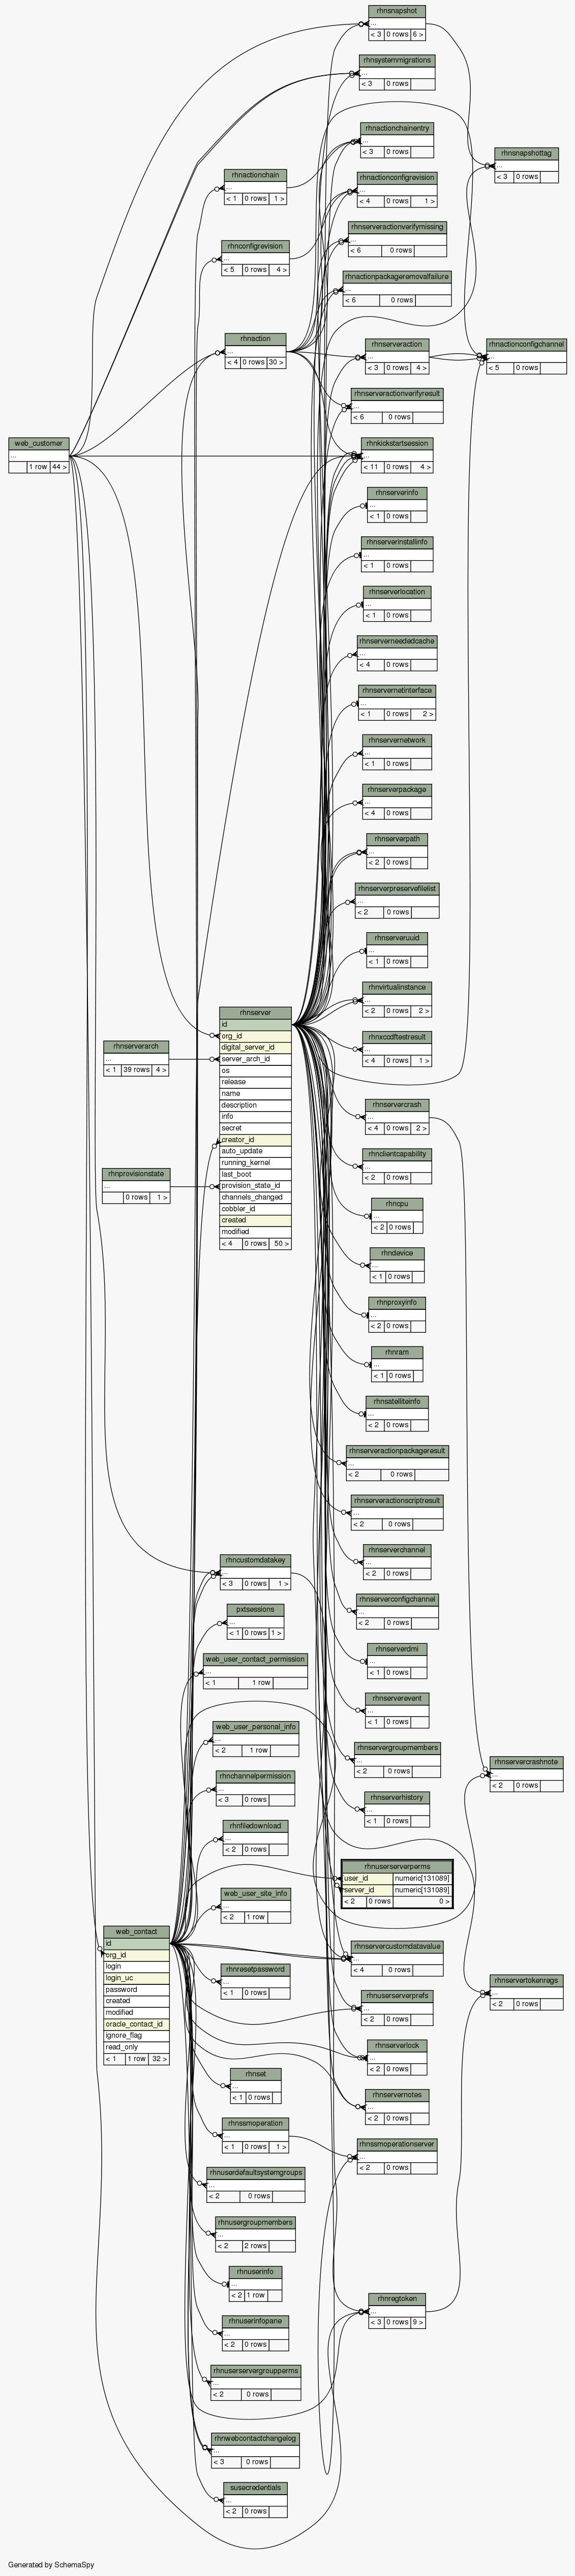 rhnsnapshot
...
< 3 0 rows 6 >
rhnsystemmigrations
...
< 3 0 rows
rhnactionchainentry
...
< 3 0 rows
rhnsnapshottag
...
< 3 0 rows
rhnactionchain
...
< 1 0 rows 1 >
rhnactionconfigrevision
...
< 4 0 rows 1 >
rhnserveractionverifymissing
...
< 6 0 rows
rhnconfigrevision
...
< 5 0 rows 4 >
rhnactionpackageremovalfailure
...
< 6 0 rows
rhnaction
...
< 4 0 rows 30 >
rhnserveraction
...
< 3 0 rows 4 >
rhnactionconfigchannel
...
< 5 0 rows
rhnserveractionverifyresult
...
< 6 0 rows
web_customer
...
1 row 44 >
rhnkickstartsession
...
< 11 0 rows 4 >
rhnserverinfo
...
< 1 0 rows
rhnserverinstallinfo
...
< 1 0 rows
rhnserverlocation
...
< 1 0 rows
rhnserverneededcache
...
< 4 0 rows
rhnservernetinterface
...
< 1 0 rows 2 >
rhnservernetwork
...
< 1 0 rows
rhnserverpackage
...
< 4 0 rows
rhnserverpath
...
< 2 0 rows
rhnserverpreservefilelist
...
< 2 0 rows
rhnserveruuid
...
< 1 0 rows
rhnvirtualinstance
...
< 2 0 rows 2 >
rhnxccdftestresult
...
< 4 0 rows 1 >
rhnserver
id
org_id
digital_server_id
server_arch_id
os
release
name
description
info
secret
creator_id
auto_update
running_kernel
last_boot
provision_state_id
channels_changed
cobbler_id
created
modified
< 4 0 rows 50 >
rhnserverarch
...
< 1 39 rows 4 >
rhnprovisionstate
...
0 rows 1 >
rhnservercrash
...
< 4 0 rows 2 >
rhnclientcapability
...
< 2 0 rows
rhncpu
...
< 2 0 rows
rhndevice
...
< 1 0 rows
rhnproxyinfo
...
< 2 0 rows
rhnram
...
< 1 0 rows
rhnsatelliteinfo
...
< 2 0 rows
rhnserveractionpackageresult
...
< 2 0 rows
rhnserveractionscriptresult
...
< 2 0 rows
rhnserverchannel
...
< 2 0 rows
rhncustomdatakey
...
< 3 0 rows 1 >
rhnserverconfigchannel
...
< 2 0 rows
pxtsessions
...
< 1 0 rows 1 >
rhnserverdmi
...
< 1 0 rows
web_user_contact_permission
...
< 1 1 row
rhnserverevent
...
< 1 0 rows
web_user_personal_info
...
< 2 1 row
rhnservergroupmembers
...
< 2 0 rows
rhnservercrashnote
...
< 2 0 rows
rhnchannelpermission
...
< 3 0 rows
rhnserverhistory
...
< 1 0 rows
rhnfiledownload
...
< 2 0 rows
rhnuserserverperms
user_id numeric[131089]
server_id numeric[131089]
< 2 0 rows 0 >
web_user_site_info
...
< 2 1 row
web_contact
id
org_id
login
login_uc
password
created
modified
oracle_contact_id
ignore_flag
read_only
< 1 1 row 32 >
rhnservercustomdatavalue
...
< 4 0 rows
rhnresetpassword
...
< 1 0 rows
rhnservertokenregs
...
< 2 0 rows
rhnuserserverprefs
...
< 2 0 rows
rhnserverlock
...
< 2 0 rows
rhnset
...
< 1 0 rows
rhnservernotes
...
< 2 0 rows
rhnssmoperation
...
< 1 0 rows 1 >
rhnssmoperationserver
...
< 2 0 rows
rhnuserdefaultsystemgroups
...
< 2 0 rows
rhnusergroupmembers
...
< 2 2 rows
rhnuserinfo
...
< 2 1 row
rhnregtoken
...
< 3 0 rows 9 >
rhnuserinfopane
...
< 2 0 rows
rhnuserservergroupperms
...
< 2 0 rows
rhnwebcontactchangelog
...
< 3 0 rows
susecredentials
...
< 2 0 rows
Generated by SchemaSpy